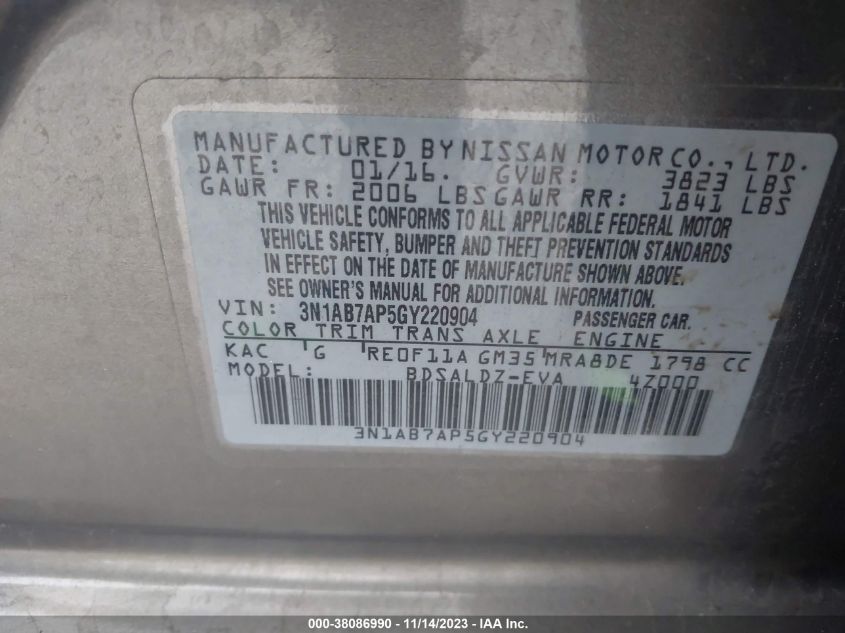 MANUFACTURED BY NISSAN MOTOR CO., LTD.
DATE: 01/16. GVWR: 3823 LBS
GAWR FR: 2006 LBS GAWR RR: 1841 LBS
THIS VEHICLE CONFORMS TO ALL APPLICABLE FEDERAL MOTOR
VEHICLE SAFETY, BUMPER AND THEFT PREVENTION STANDARDS
IN EFFECT ON THE DATE OF MANUFACTURE SHOWN ABOVE.
SEE OWNER'S MANUAL FOR ADDITIONAL INFORMATION.
VIN: 3N1AB7AP5GY220904 PASSENGER CAR.
COLOR TRIM TRANS AXLE ENGINE
KAC G RE0F11A GM35 MRA8DE 1798 CC
MODEL: BDSALDZ-EVA 4Z000
3N1AB7AP5GY220904
000-38086990 - 11/14/2023 - IAA Inc.